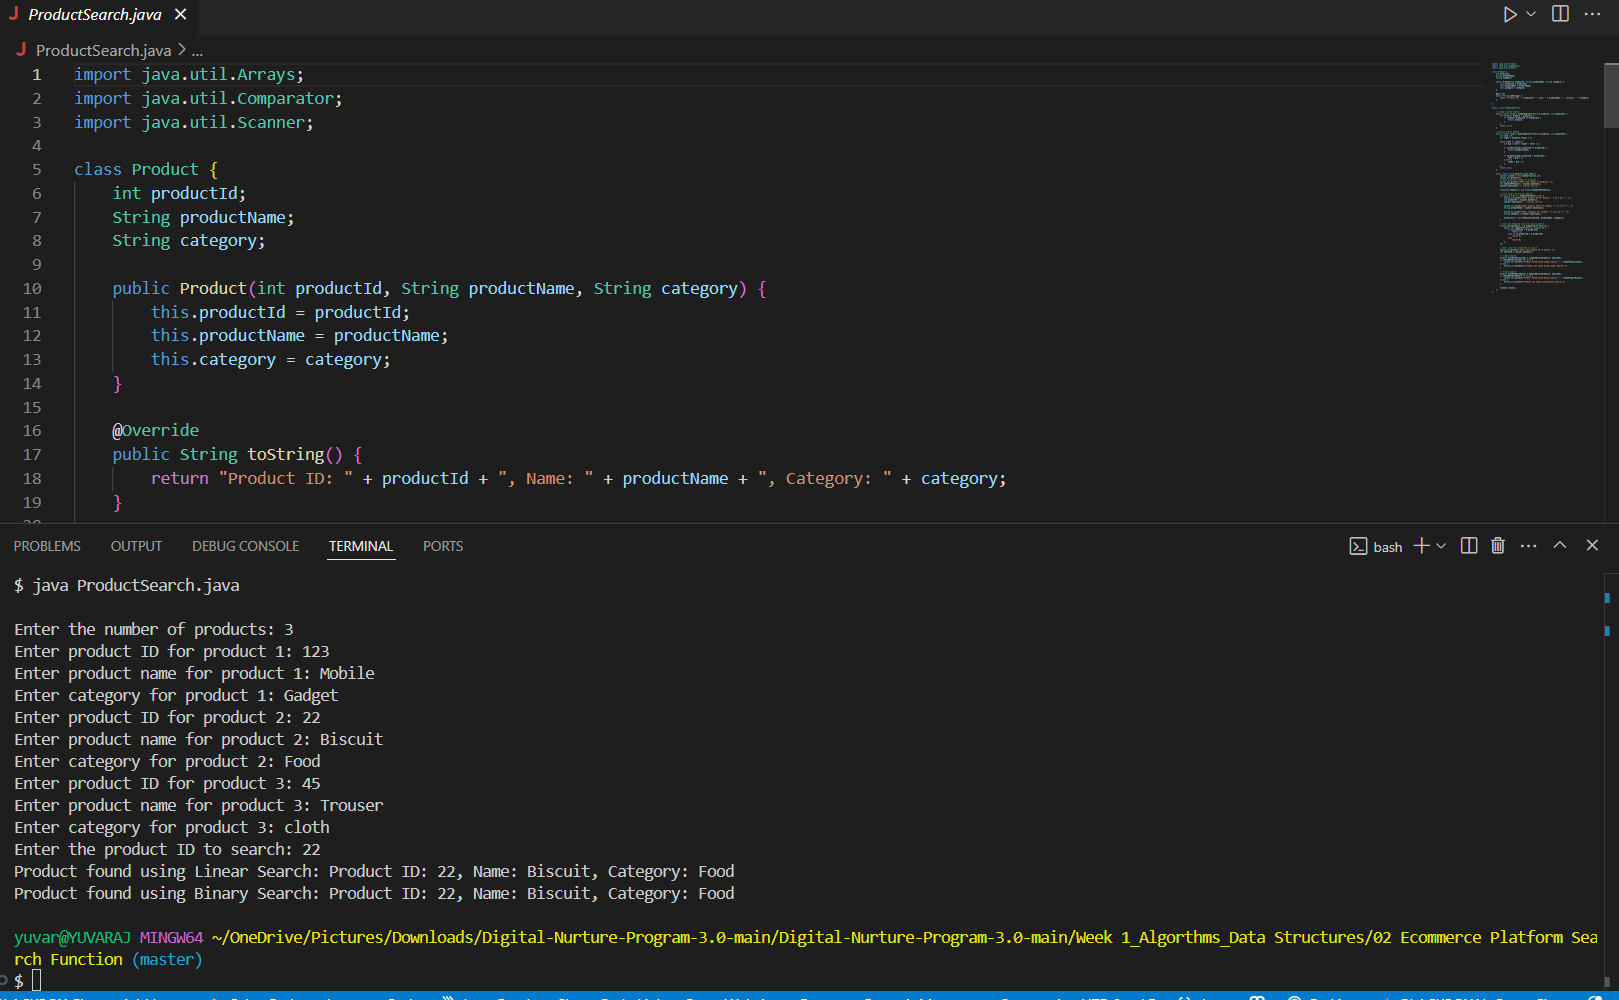 ProductSearch.java
ProductSearch.java > ...
1 import java.util.Arrays;
2 import java.util.Comparator;
3 import java.util.Scanner;
4
5 class Product {
6 int productId;
7 String productName;
8 String category;
9
10 public Product(int productId, String productName, String category) {
11 this.productId = productId;
12 this.productName = productName;
13 this.category = category;
14 }
15
16 @Override
17 public String toString() {
18 return "Product ID: " + productId + ", Name: " + productName + ", Category: " + category;
19 }
PROBLEMS OUTPUT DEBUG CONSOLE TERMINAL PORTS bash
$ java ProductSearch.java
Enter the number of products: 3
Enter product ID for product 1: 123
Enter product name for product 1: Mobile
Enter category for product 1: Gadget
Enter product ID for product 2: 22
Enter product name for product 2: Biscuit
Enter category for product 2: Food
Enter product ID for product 3: 45
Enter product name for product 3: Trouser
Enter category for product 3: cloth
Enter the product ID to search: 22
Product found using Linear Search: Product ID: 22, Name: Biscuit, Category: Food
Product found using Binary Search: Product ID: 22, Name: Biscuit, Category: Food
yuvar@YUVARAJ MINGW64 ~/OneDrive/Pictures/Downloads/Digital-Nurture-Program-3.0-main/Digital-Nurture-Program-3.0-main/Week 1_Algorthms_Data Structures/02 Ecommerce Platform Sea
rch Function (master)
$